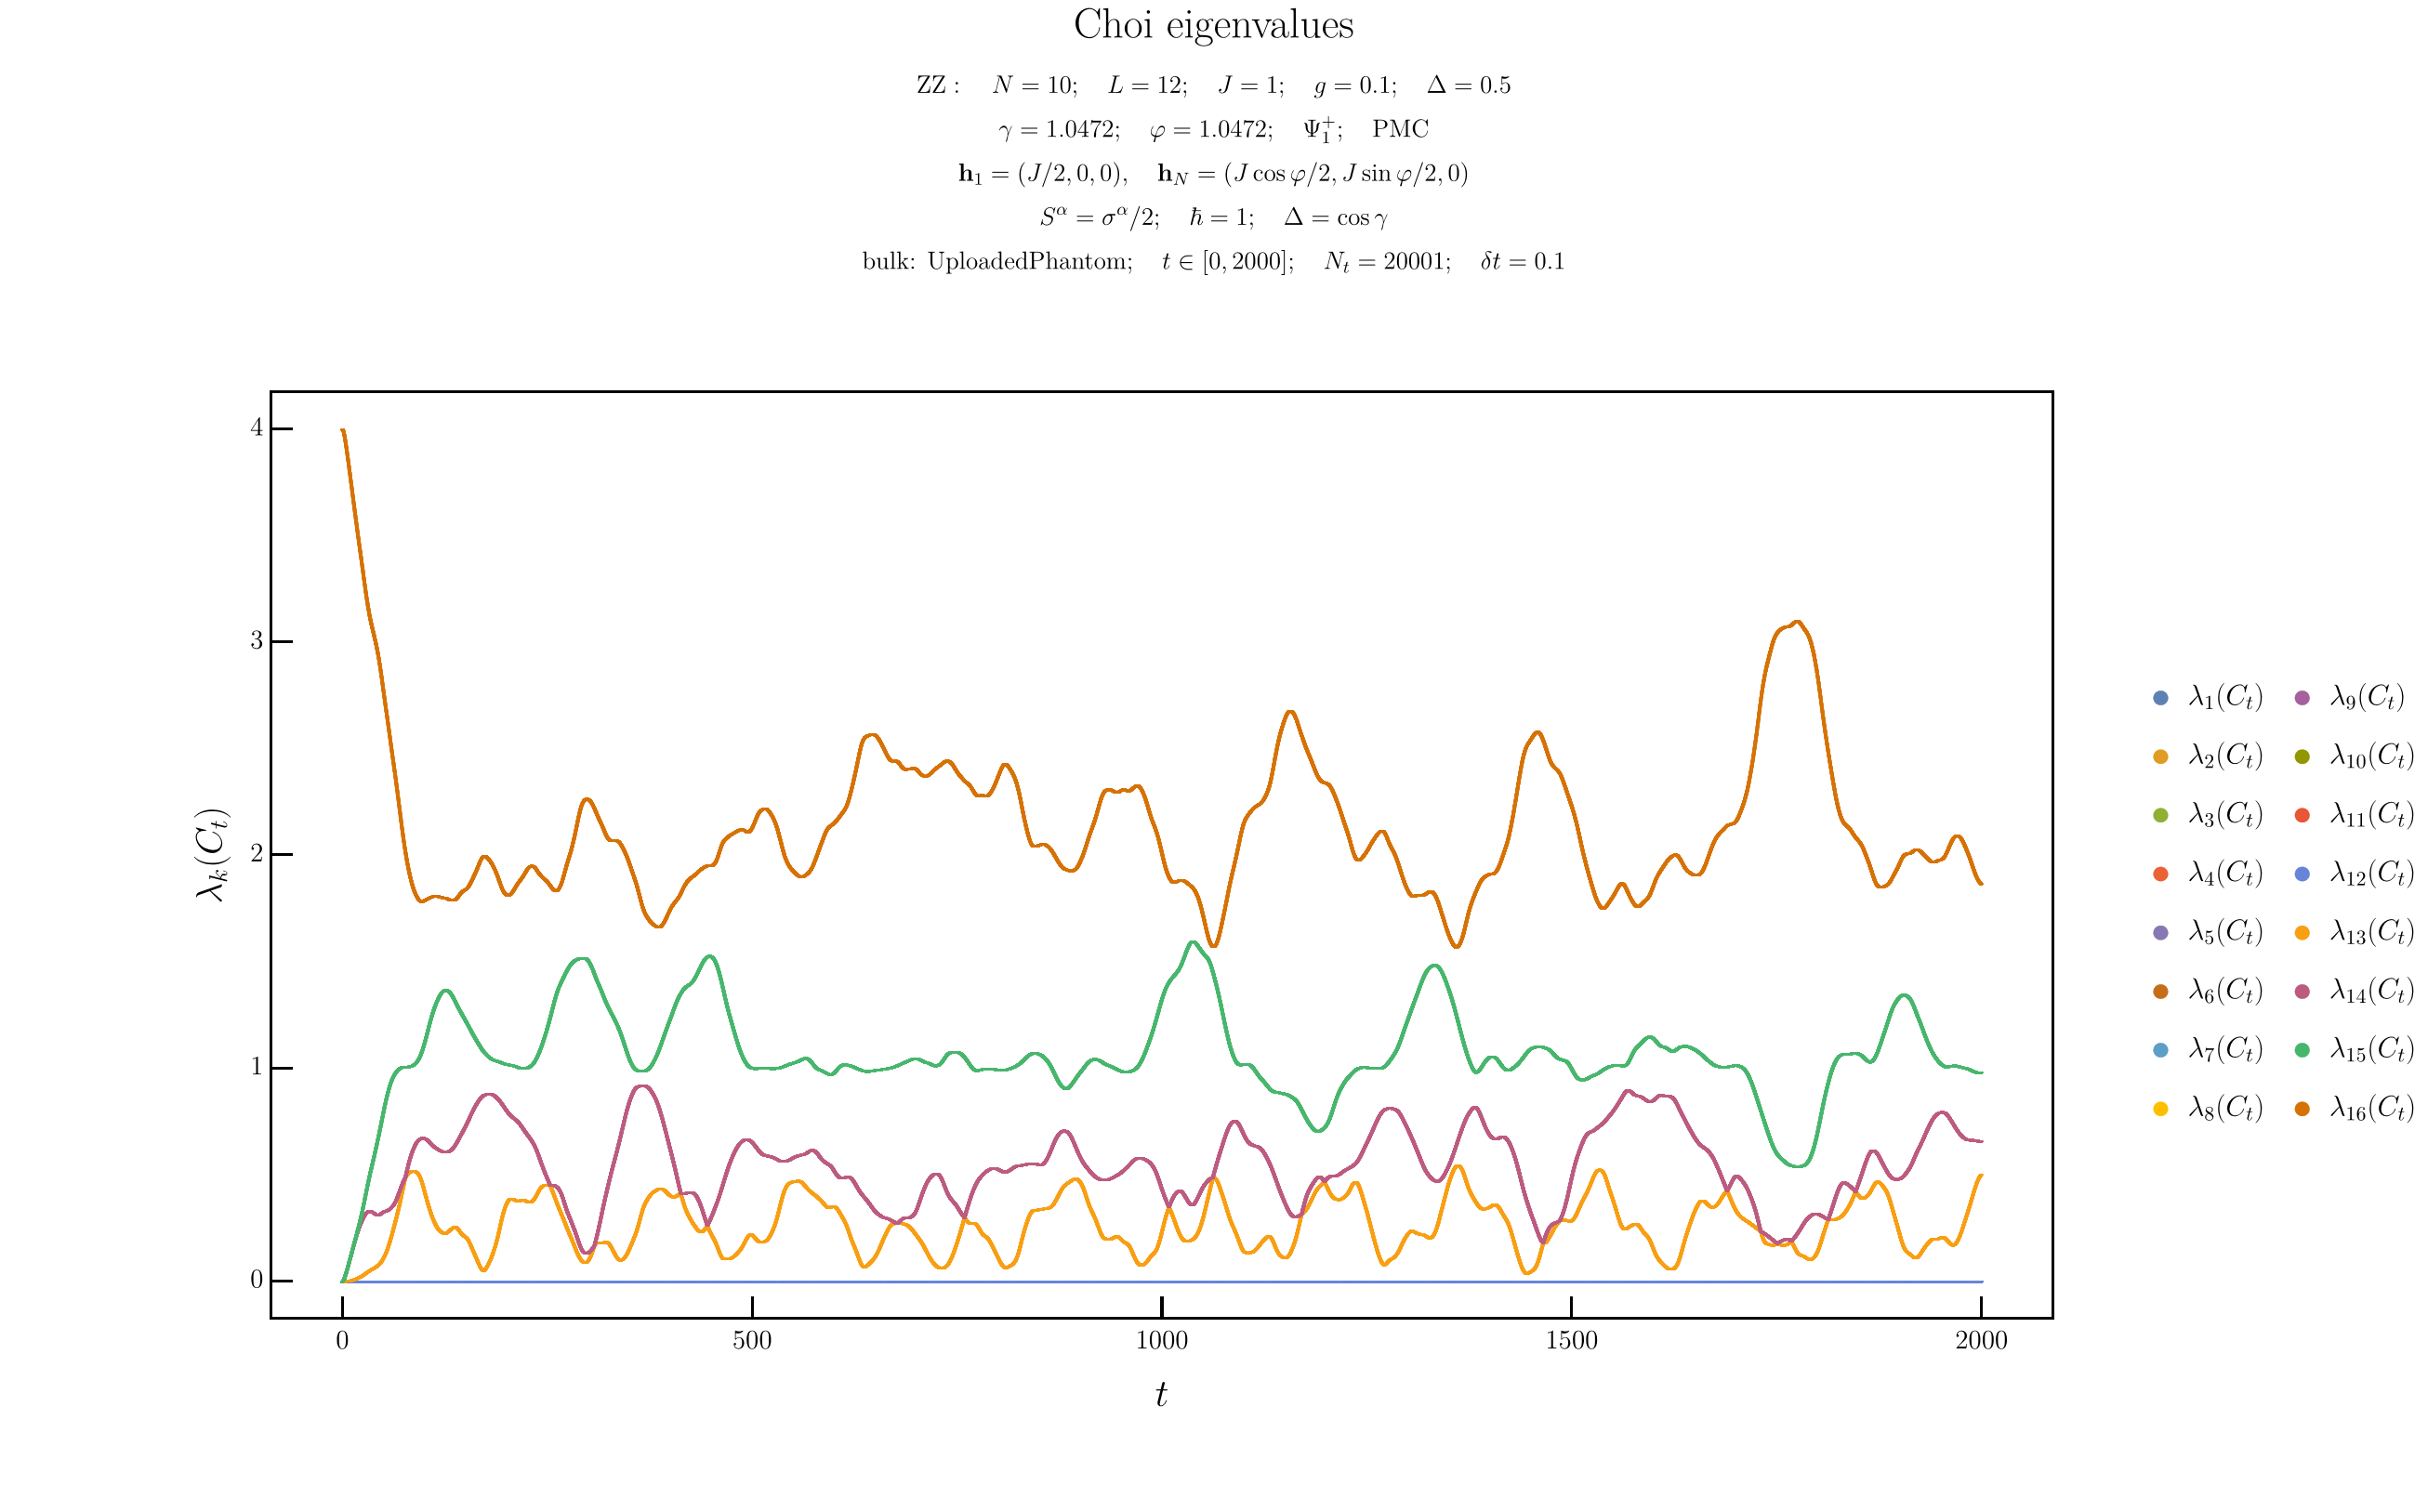 Choi eigenvalues
ZZ : N = 10; L = 12; J = 1; g = 0.1; Δ = 0.5
γ = 1.0472; φ = 1.0472; Ψ₁⁺; PMC
𝐡₁ = (J/2, 0, 0), 𝐡_N = (J cos φ/2, J sin φ/2, 0)
S^α = σ^α/2; ℏ = 1; Δ = cos γ
bulk: UploadedPhantom; t ∈ [0, 2000]; N_t = 20001; δt = 0.1
λ_k(C_t)
4
3
2
1
0
0 500 1000 1500 2000
t
λ₁(C_t) λ₉(C_t)
λ₂(C_t) λ₁₀(C_t)
λ₃(C_t) λ₁₁(C_t)
λ₄(C_t) λ₁₂(C_t)
λ₅(C_t) λ₁₃(C_t)
λ₆(C_t) λ₁₄(C_t)
λ₇(C_t) λ₁₅(C_t)
λ₈(C_t) λ₁₆(C_t)